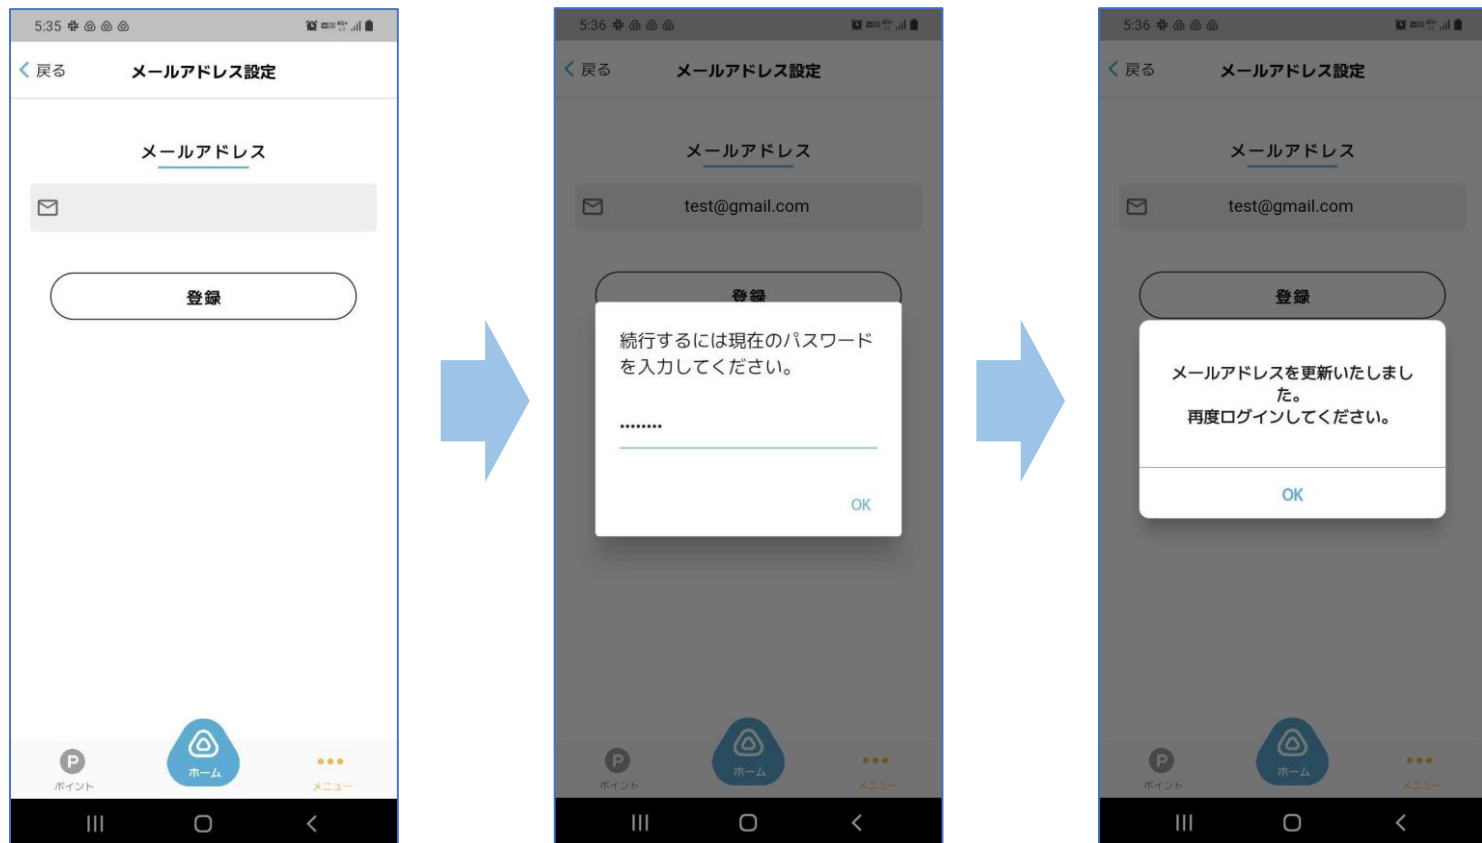 5:35
戻る
メールアドレス設定
メールアドレス
登録
P
ポイント
ホーム
メニュー
5:36
戻る
メールアドレス設定
メールアドレス
test@gmail.com
登録
続行するには現在のパスワード
を入力してください。
········
OK
P
ポイント
ホーム
メニュー
5:36
戻る
メールアドレス設定
メールアドレス
test@gmail.com
登録
メールアドレスを更新いたしまし
た。
再度ログインしてください。
OK
P
ポイント
ホーム
メニュー